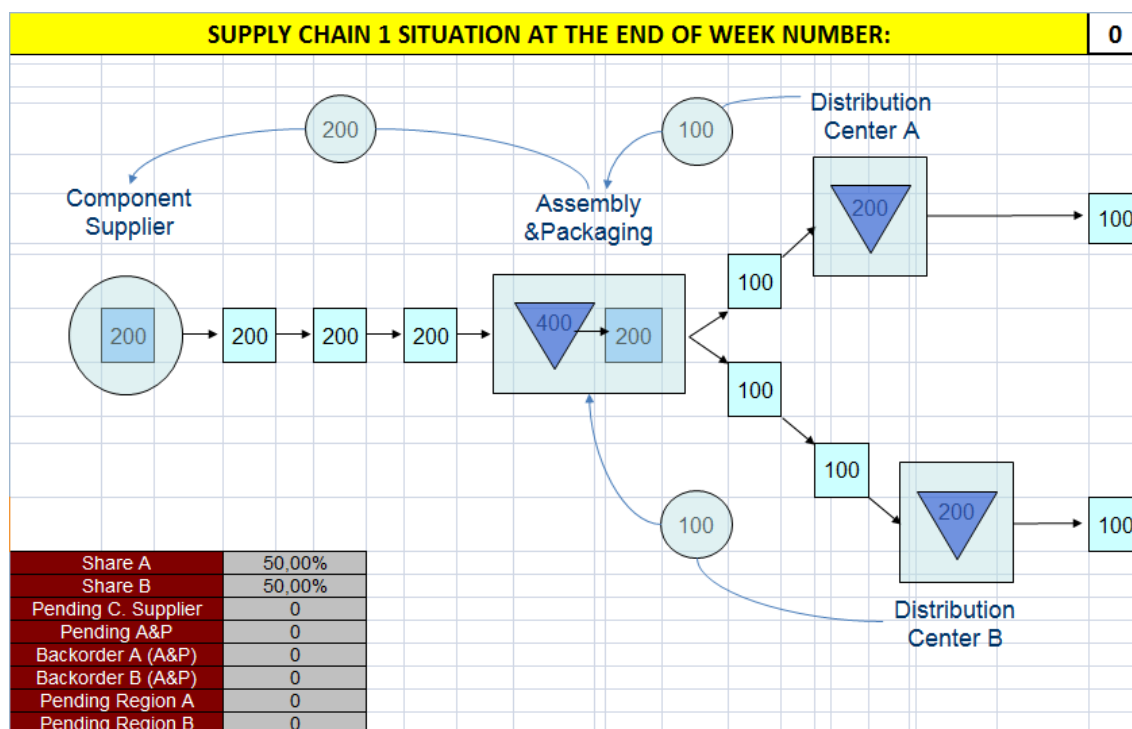 SUPPLY CHAIN 1 SITUATION AT THE END OF WEEK NUMBER: 0
Distribution
Center A
200
100
Component
Supplier
Assembly
&Packaging
200
100
100
200
200
200
200
400
200
100
100
200
100
100
Distribution
Center B
Share A 50,00%
Share B 50,00%
Pending C. Supplier 0
Pending A&P 0
Backorder A (A&P) 0
Backorder B (A&P) 0
Pending Region A 0
Pending Region B 0